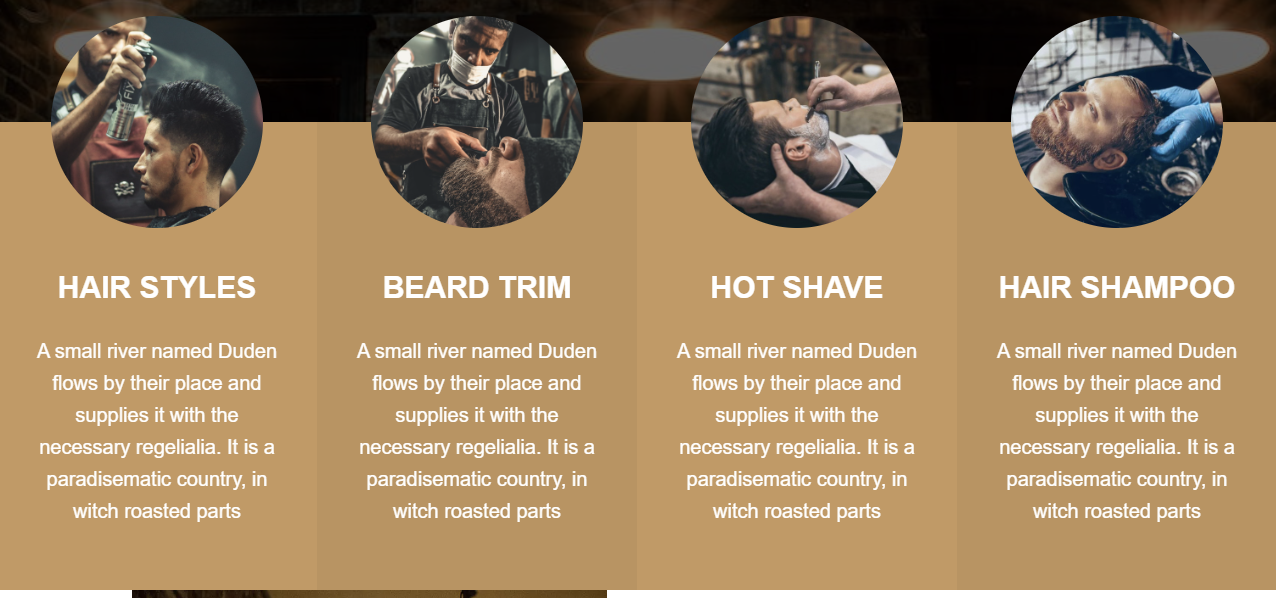 HAIR STYLES
A small river named Duden
flows by their place and
supplies it with the
necessary regelialia. It is a
paradisematic country, in
witch roasted parts
BEARD TRIM
A small river named Duden
flows by their place and
supplies it with the
necessary regelialia. It is a
paradisematic country, in
witch roasted parts
HOT SHAVE
A small river named Duden
flows by their place and
supplies it with the
necessary regelialia. It is a
paradisematic country, in
witch roasted parts
HAIR SHAMPOO
A small river named Duden
flows by their place and
supplies it with the
necessary regelialia. It is a
paradisematic country, in
witch roasted parts